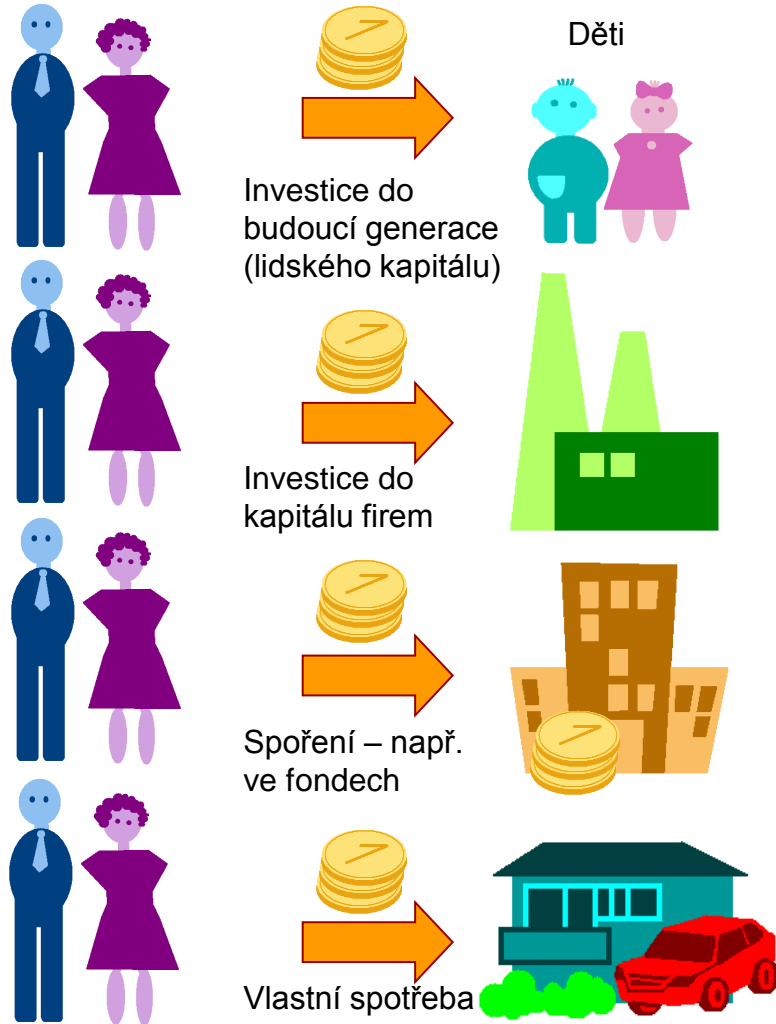 Děti
Investice do
budoucí generace
(lidského kapitálu)
Investice do
kapitálu firem
Spoření – např.
ve fondech
Vlastní spotřeba